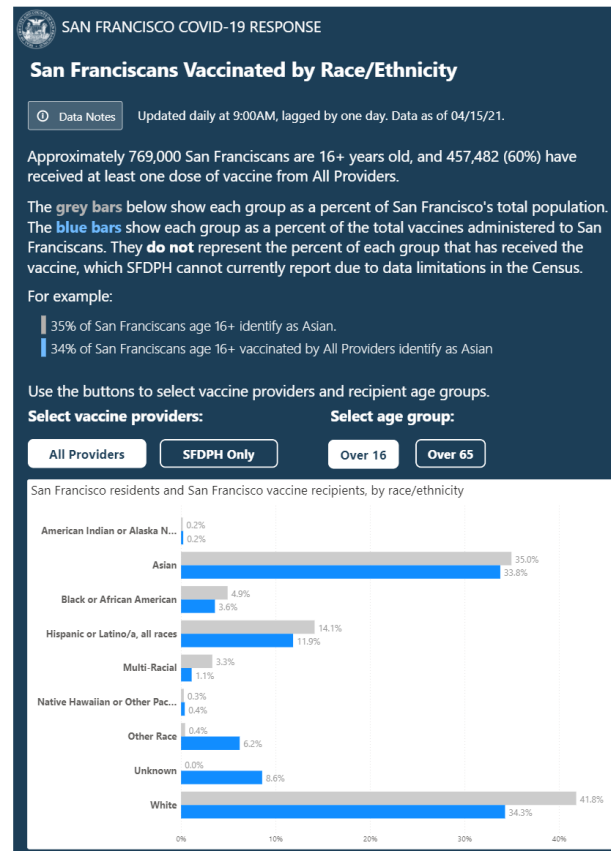 SAN FRANCISCO COVID-19 RESPONSE
San Franciscans Vaccinated by Race/Ethnicity
Data Notes
Updated daily at 9:00AM, lagged by one day. Data as of 04/15/21.
Approximately 769,000 San Franciscans are 16+ years old, and 457,482 (60%) have
received at least one dose of vaccine from All Providers.
The grey bars below show each group as a percent of San Francisco's total population.
The blue bars show each group as a percent of the total vaccines administered to San
Franciscans. They do not represent the percent of each group that has received the
vaccine, which SFDPH cannot currently report due to data limitations in the Census.
For example:
35% of San Franciscans age 16+ identify as Asian.
34% of San Franciscans age 16+ vaccinated by All Providers identify as Asian
Use the buttons to select vaccine providers and recipient age groups.
Select vaccine providers:
Select age group:
All Providers
SFDPH Only
Over 16
Over 65
San Francisco residents and San Francisco vaccine recipients, by race/ethnicity
American Indian or Alaska N...
0.2%
0.2%
Asian
35.0%
33.8%
Black or African American
4.9%
3.6%
Hispanic or Latino/a, all races
14.1%
11.9%
Multi-Racial
3.3%
1.1%
Native Hawaiian or Other Pac...
0.3%
0.4%
Other Race
0.4%
6.2%
Unknown
0.0%
8.6%
White
41.8%
34.3%
0%
10%
20%
30%
40%